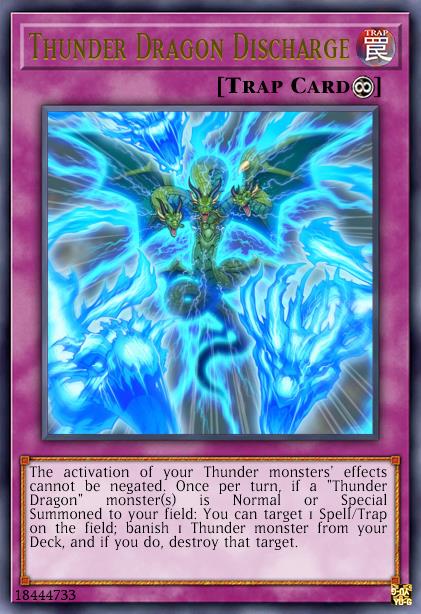 THUNDER DRAGON DISCHARGE
TRAP
罠
[TRAP CARD♾]
The activation of your Thunder monsters' effects
cannot be negated. Once per turn, if a "Thunder
Dragon" monster(s) is Normal or Special
Summoned to your field: You can target 1 Spell/Trap
on the field; banish 1 Thunder monster from your
Deck, and if you do, destroy that target.
18444733